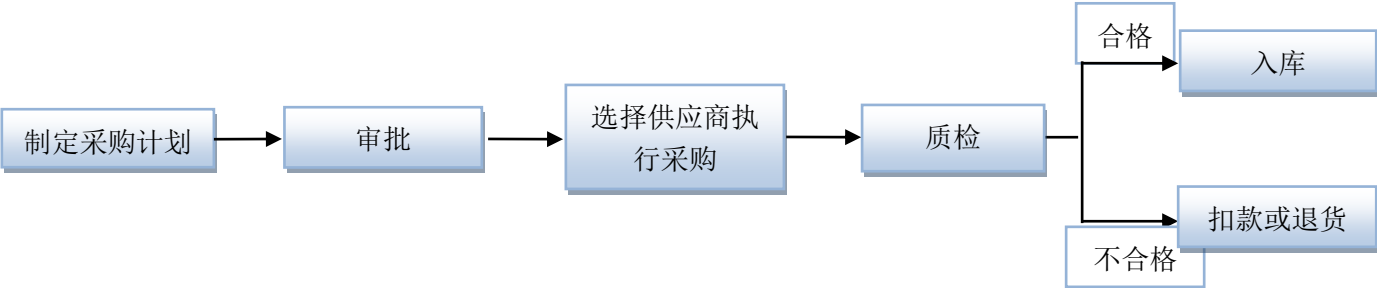 制定采购计划
审批
选择供应商执
行采购
质检
合格
入库
不合格
扣款或退货